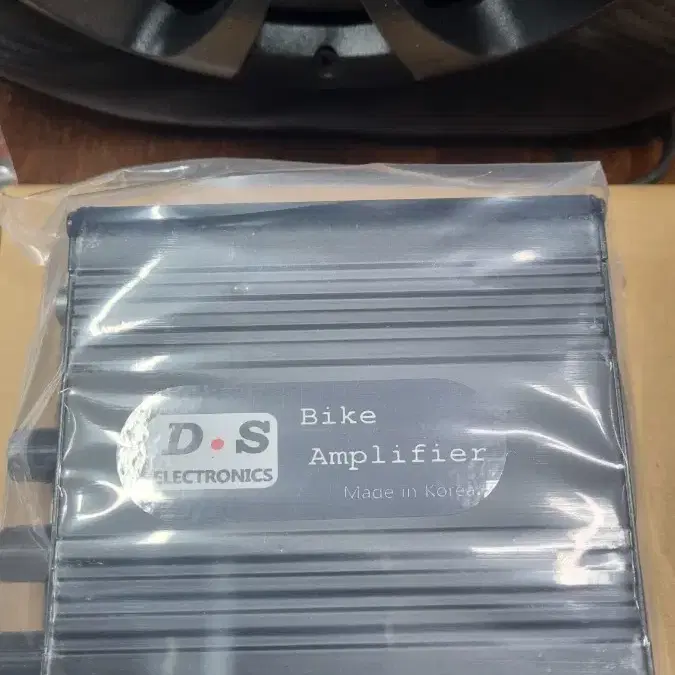 D.S
ELECTRONICS
Bike
Amplifier
Made in Korea